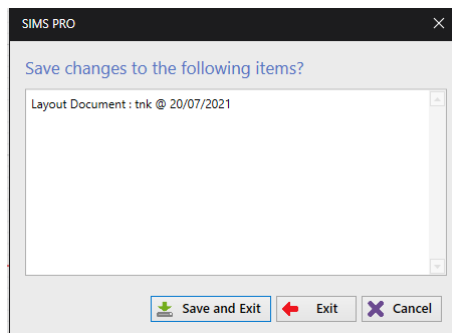 SIMS PRO
Save changes to the following items?
Layout Document : tnk @ 20/07/2021
Save and Exit
Exit
Cancel